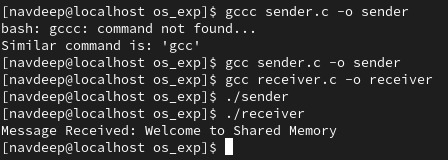 [navdeep@localhost os_exp]$ gccc sender.c -o sender
bash: gccc: command not found...
Similar command is: 'gcc'
[navdeep@localhost os_exp]$ gcc sender.c -o sender
[navdeep@localhost os_exp]$ gcc receiver.c -o receiver
[navdeep@localhost os_exp]$ ./sender
[navdeep@localhost os_exp]$ ./receiver
Message Received: Welcome to Shared Memory
[navdeep@localhost os_exp]$